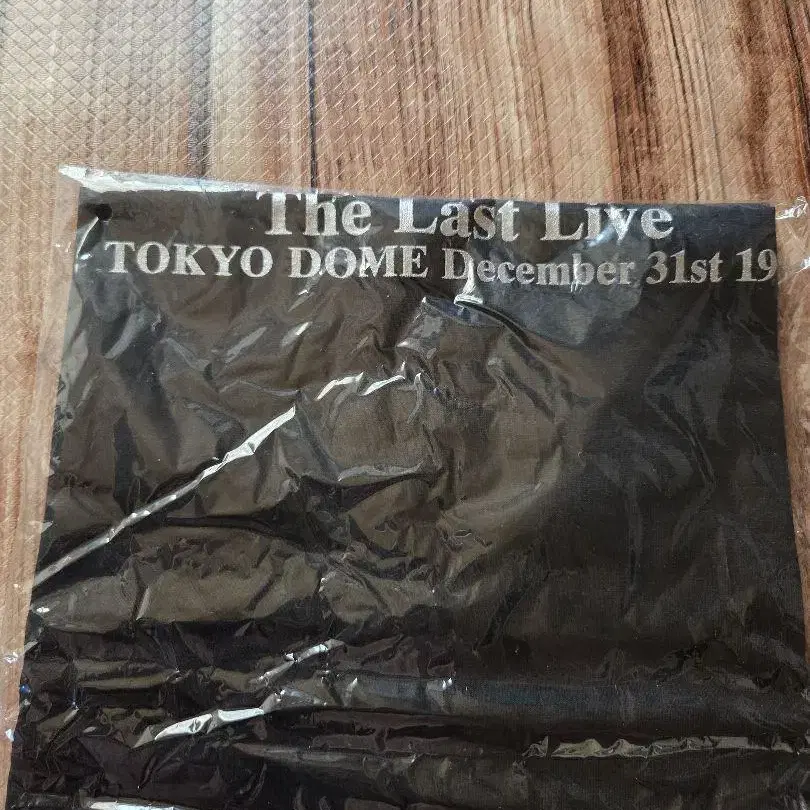 The Last Live
TOKYO DOME December 31st 19